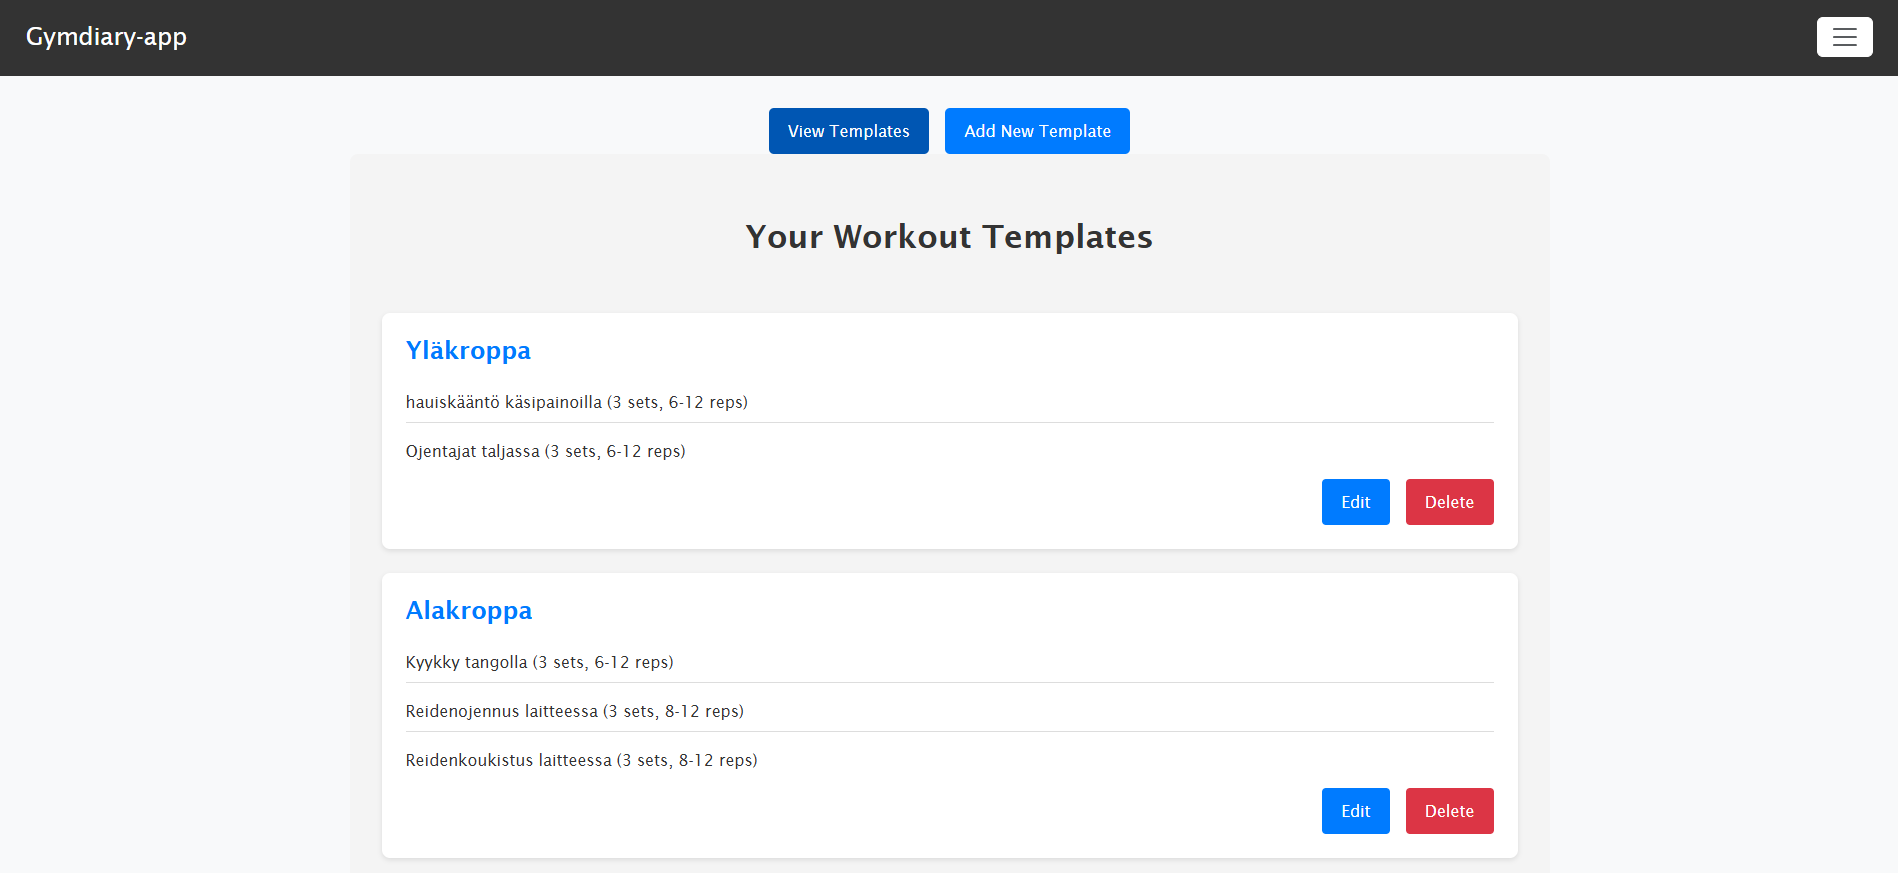 Gymdiary-app
View Templates
Add New Template
Your Workout Templates
Yläkroppa
hauiskääntö käsipainoilla (3 sets, 6-12 reps)
Ojentajat taljassa (3 sets, 6-12 reps)
Edit
Delete
Alakroppa
Kyykky tangolla (3 sets, 6-12 reps)
Reidenojennus laitteessa (3 sets, 8-12 reps)
Reidenkoukistus laitteessa (3 sets, 8-12 reps)
Edit
Delete